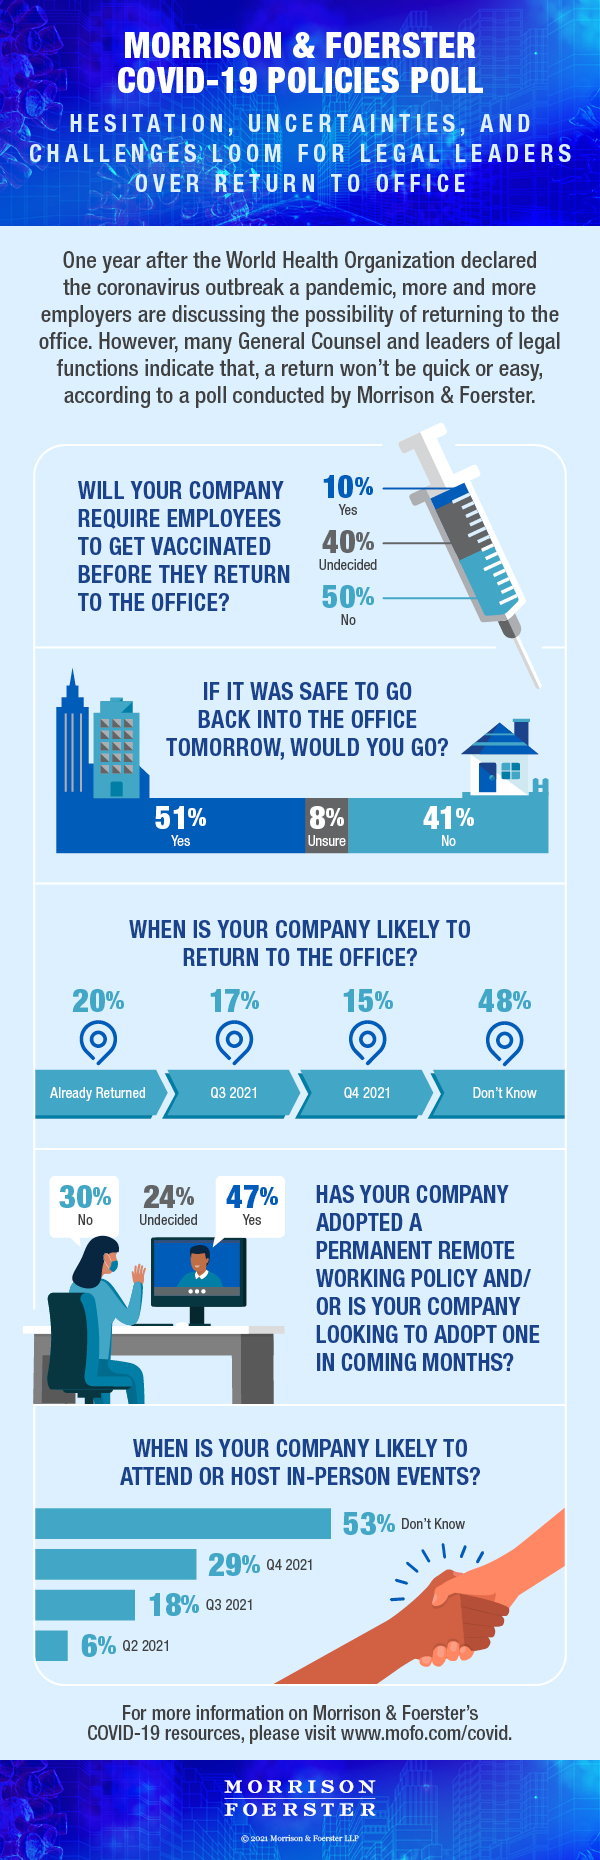 MORRISON & FOERSTER
COVID-19 POLICIES POLL
HESITATION, UNCERTAINTIES, AND
CHALLENGES LOOM FOR LEGAL LEADERS
OVER RETURN TO OFFICE
One year after the World Health Organization declared
the coronavirus outbreak a pandemic, more and more
employers are discussing the possibility of returning to the
office. However, many General Counsel and leaders of legal
functions indicate that, a return won't be quick or easy,
according to a poll conducted by Morrison & Foerster.
WILL YOUR COMPANY
REQUIRE EMPLOYEES
TO GET VACCINATED
BEFORE THEY RETURN
TO THE OFFICE?
10%
Yes
40%
Undecided
50%
No
IF IT WAS SAFE TO GO
BACK INTO THE OFFICE
TOMORROW, WOULD YOU GO?
51%
Yes
8%
Unsure
41%
No
WHEN IS YOUR COMPANY LIKELY TO
RETURN TO THE OFFICE?
20%
Already Returned
17%
Q3 2021
15%
Q4 2021
48%
Don't Know
30%
No
24%
Undecided
47%
Yes
HAS YOUR COMPANY
ADOPTED A
PERMANENT REMOTE
WORKING POLICY AND/
OR IS YOUR COMPANY
LOOKING TO ADOPT ONE
IN COMING MONTHS?
WHEN IS YOUR COMPANY LIKELY TO
ATTEND OR HOST IN-PERSON EVENTS?
53% Don't Know
29% Q4 2021
18% Q3 2021
6% Q2 2021
For more information on Morrison & Foerster's
COVID-19 resources, please visit www.mofo.com/covid.
MORRISON
FOERSTER
© 2021 Morrison & Foerster LLP